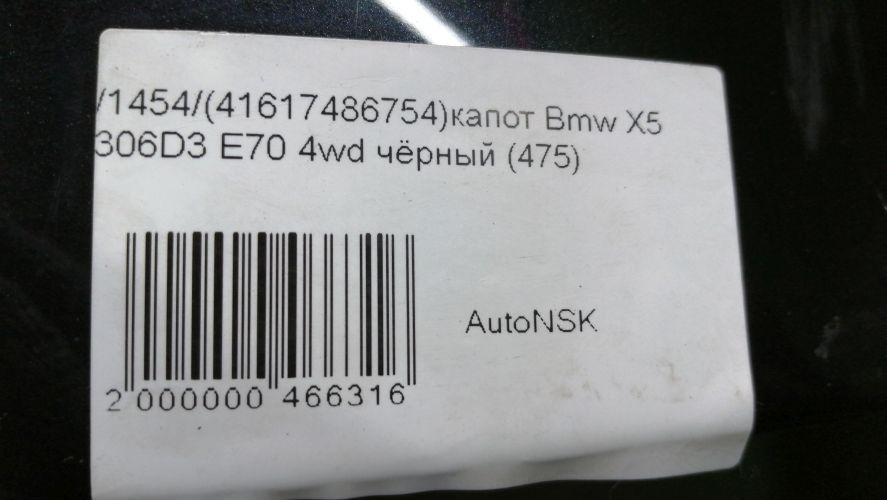 /1454/(41617486754)капот Bmw X5
306D3 E70 4wd чёрный (475)
AutoNSK
2 000000 466316